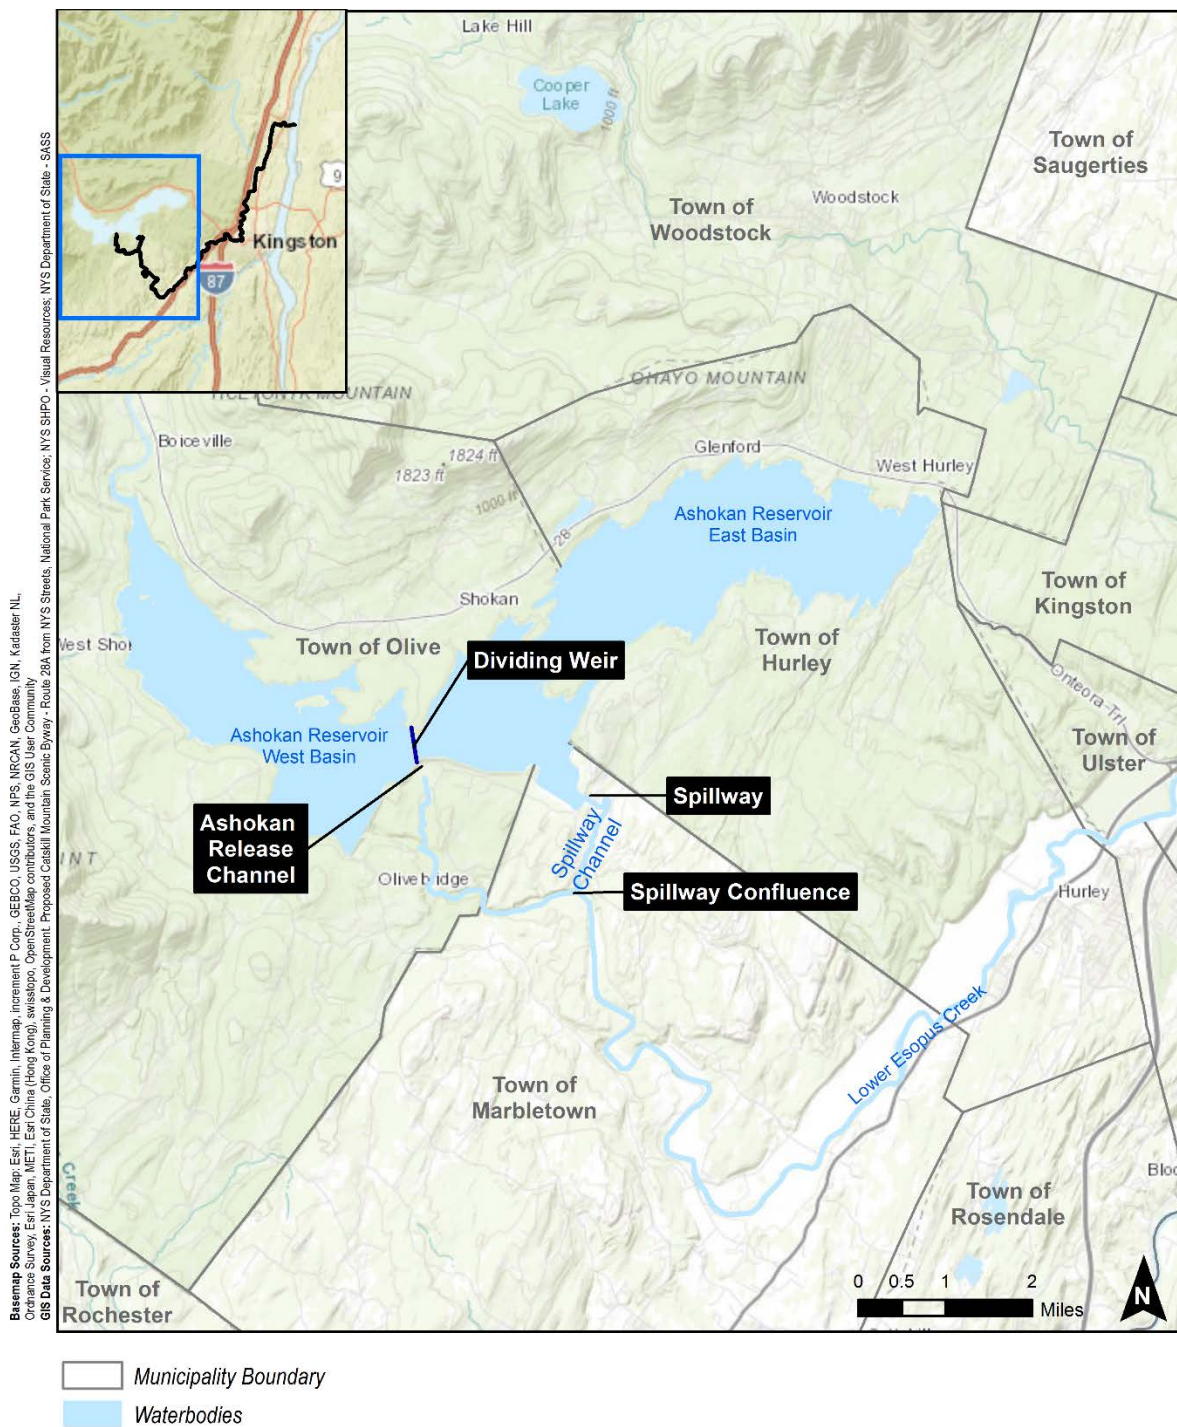 Lake Hill
Cooper
Lake
1000 ft
Town of
Saugerties
Woodstock
Town of
Woodstock
9
Kingston
87
TICETONYK MOUNTAIN
OHAYO MOUNTAIN
Boiceville
1824 ft
1823 ft
1000 ft
Glenford
West Hurley
Ashokan Reservoir
East Basin
28
Shokan
Town of
Kingston
West Shok
Town of Olive
Dividing Weir
Town of
Hurley
Onteora-Trl
Ashokan Reservoir
West Basin
Town of
Ulster
Spillway
Ashokan
Release
Channel
Spillway
Channel
Olivebridge
Spillway Confluence
Hurley
INT
Lower Esopus Creek
Town of
Marbletown
Creek
Town of
Rosendale
Bloo
Town of
Rochester
0 0.5 1 2
Miles
N
Basemap Sources: Topo Map: Esri, HERE, Garmin, Intermap, increment P Corp., GEBCO, USGS, FAO, NPS, NRCAN, GeoBase, IGN, Kadaster NL,
Ordnance Survey, Esri Japan, METI, Esri China (Hong Kong), swisstopo, OpenStreetMap contributors, and the GIS User Community
GIS Data Sources: NYS Department of State, Office of Planning & Development. Proposed Catskill Mountain Scenic Byway - Route 28A from NYS Streets, National Park Service; NYS SHPO - Visual Resources; NYS Department of State - SASS
Municipality Boundary
Waterbodies